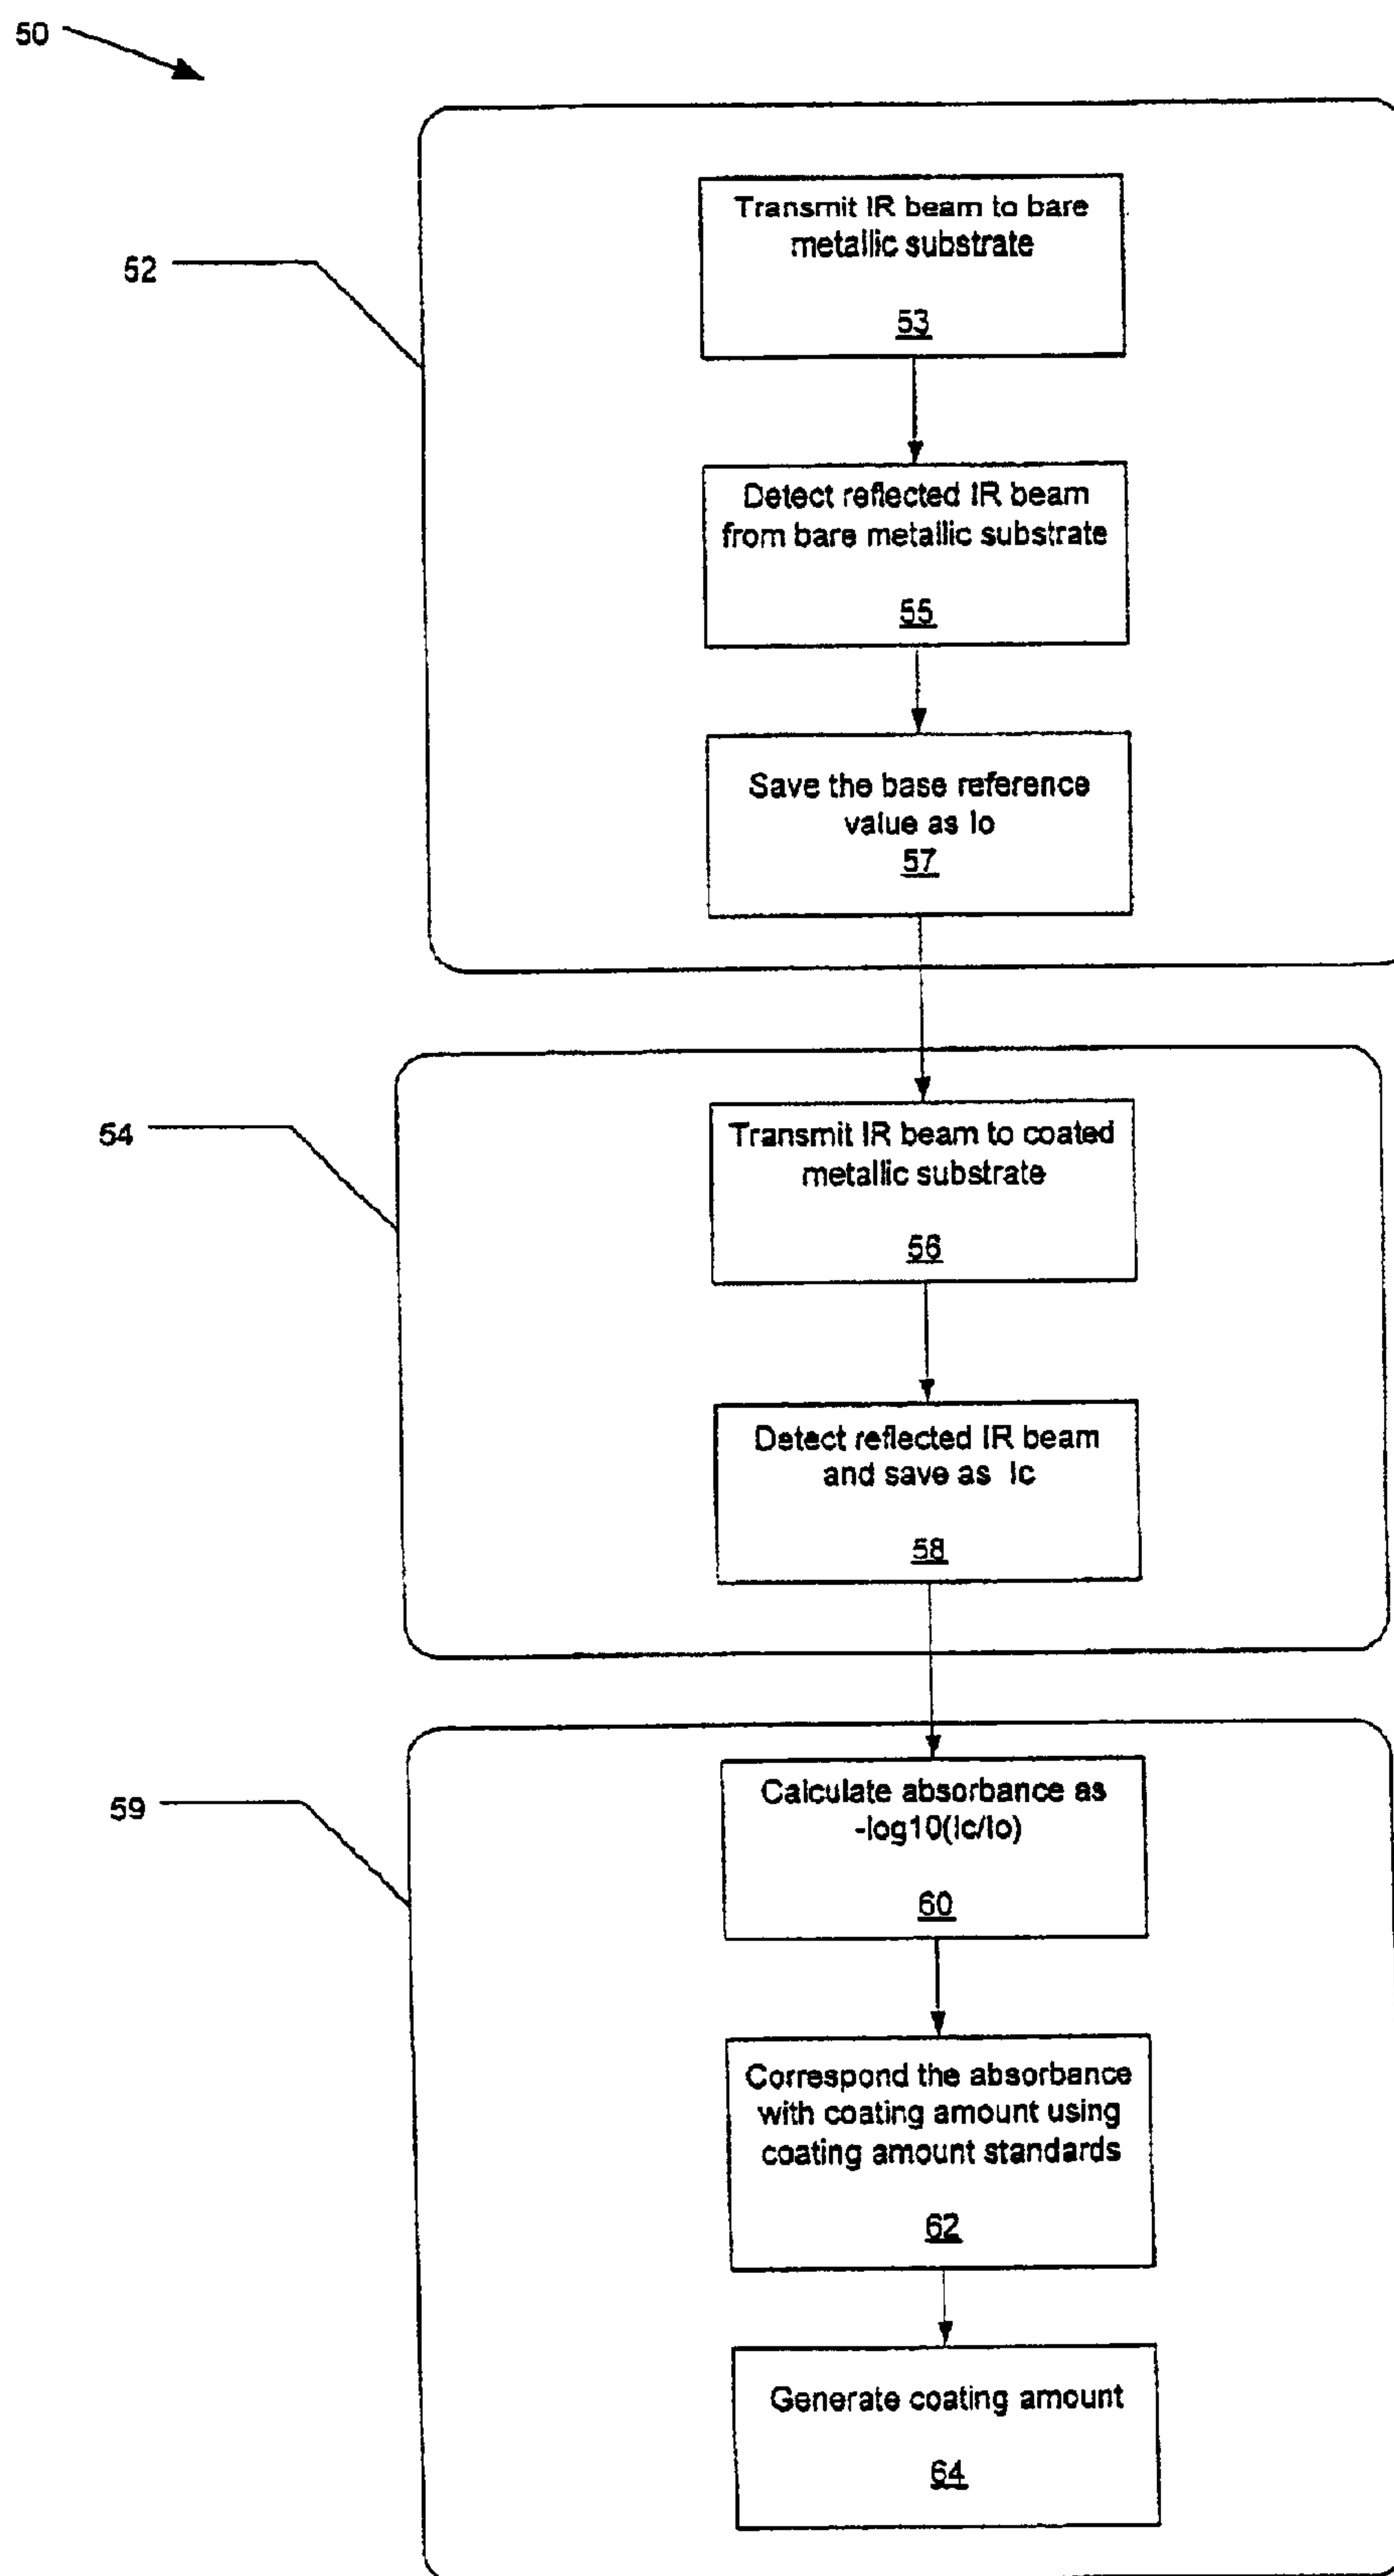 50
52
Transmit IR beam to bare
metallic substrate
53
Detect reflected IR beam
from bare metallic substrate
55
Save the base reference
value as Io
57
54
Transmit IR beam to coated
metallic substrate
56
Detect reflected IR beam
and save as Ic
58
59
Calculate absorbance as
-log10(Ic/Io)
60
Correspond the absorbance
with coating amount using
coating amount standards
62
Generate coating amount
64